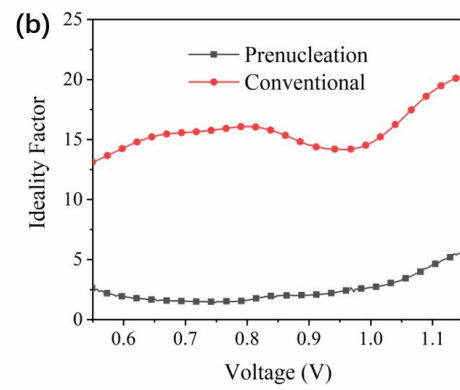 (b)
25
20
15
10
5
0
Ideality Factor
Prenucleation
Conventional
0.6 0.7 0.8 0.9 1.0 1.1
Voltage (V)